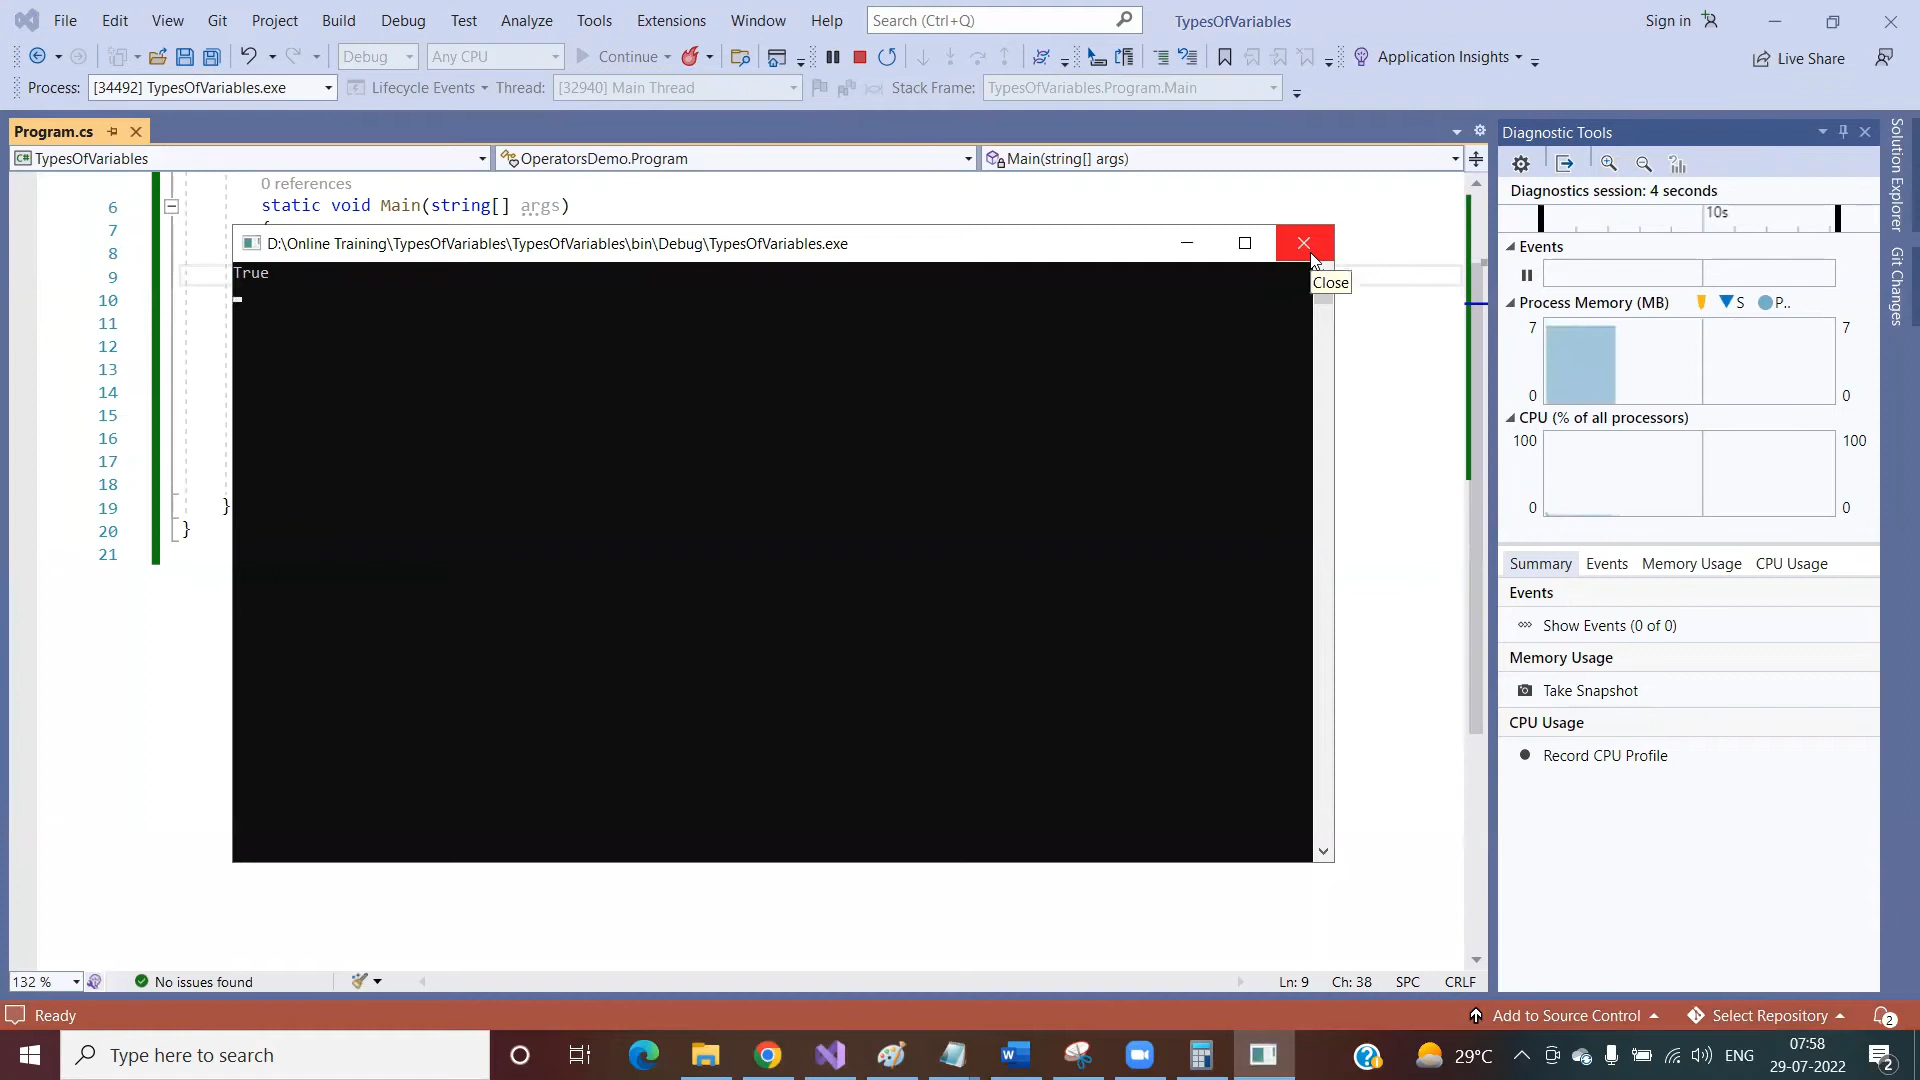 File Edit View Git Project Build Debug Test Analyze Tools Extensions Window Help Search (Ctrl+Q) TypesOfVariables Sign in
Debug Any CPU Continue Application Insights Live Share
Process: [34492] TypesOfVariables.exe Lifecycle Events Thread: [32940] Main Thread Stack Frame: TypesOfVariables.Program.Main
Program.cs
TypesOfVariables OperatorsDemo.Program Main(string[] args)
0 references
6 static void Main(string[] args)
7
8
9
10
11
12
13
14
15
16
17
18
19 }
20 }
21
D:\Online Training\TypesOfVariables\TypesOfVariables\bin\Debug\TypesOfVariables.exe
True
Close
Diagnostic Tools
Diagnostics session: 4 seconds
10s
Events
Process Memory (MB) S P..
7 7
0 0
CPU (% of all processors)
100 100
0 0
Summary Events Memory Usage CPU Usage
Events
Show Events (0 of 0)
Memory Usage
Take Snapshot
CPU Usage
Record CPU Profile
Solution Explorer
Git Changes
132 % No issues found Ln: 9 Ch: 38 SPC CRLF
Ready Add to Source Control Select Repository 2
Type here to search 29°C ENG 07:58
29-07-2022 2